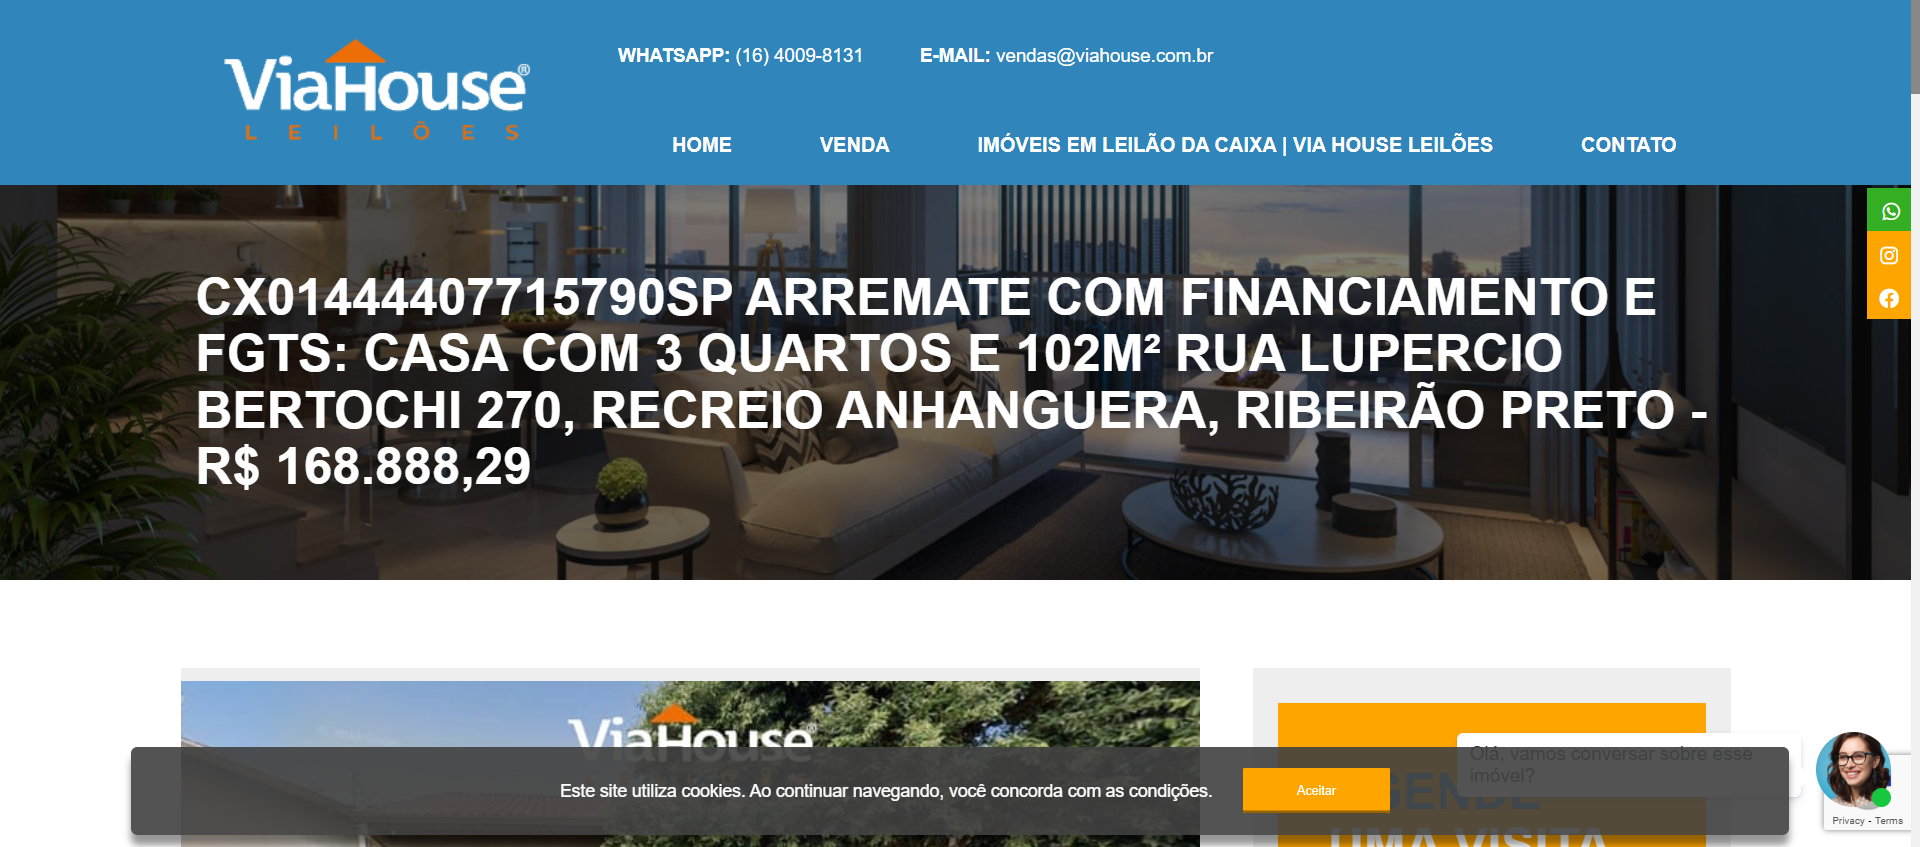 ViaHouse®
LEILÕES
WHATSAPP: (16) 4009-8131
E-MAIL: vendas@viahouse.com.br
HOME
VENDA
IMÓVEIS EM LEILÃO DA CAIXA | VIA HOUSE LEILÕES
CONTATO
CX01444407715790SP ARREMATE COM FINANCIAMENTO E
FGTS: CASA COM 3 QUARTOS E 102M² RUA LUPERCIO
BERTOCHI 270, RECREIO ANHANGUERA, RIBEIRÃO PRETO -
R$ 168.888,29
ViaHouse
Olá, vamos conversar sobre esse
imóvel?
Este site utiliza cookies. Ao continuar navegando, você concorda com as condições.
Aceitar
UMA VISITA
Privacy - Terms